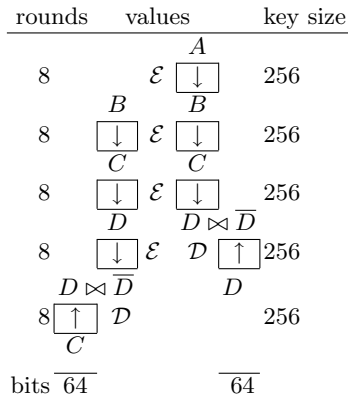 rounds values key size
A
8 ℰ ↓ 256
B B
8 ↓ ℰ ↓ 256
C C
8 ↓ ℰ ↓ 256
D D ⋈ D̅
8 ↓ ℰ 𝒟 ↑ 256
D ⋈ D̅ D
8 ↑ 𝒟 256
C
bits 64 64